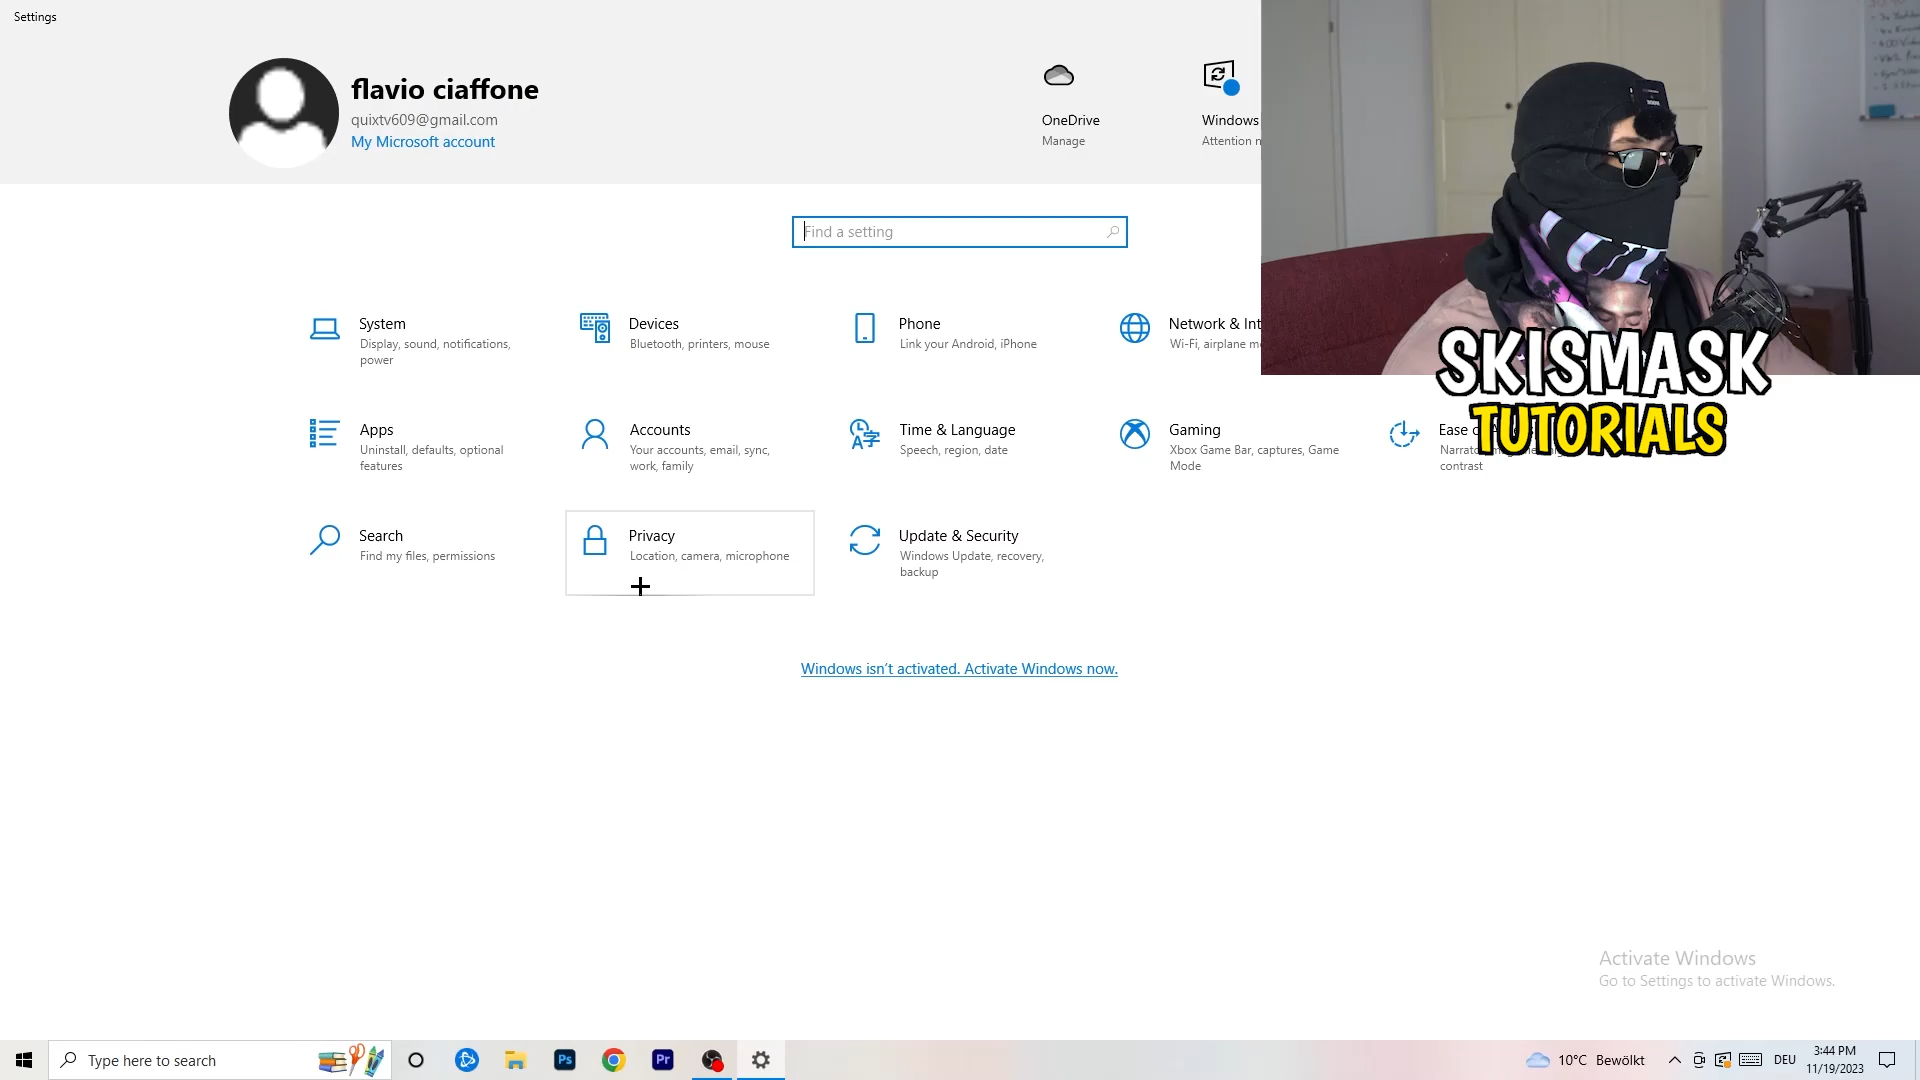 Settings
flavio ciaffone
quixtv609@gmail.com
My Microsoft account
OneDrive
Manage
Windows
Attention
Find a setting
System
Display, sound, notifications,
power
Devices
Bluetooth, printers, mouse
Phone
Link your Android, iPhone
Network & Int
Wi-Fi, airplane
SKISMASK
TUTORIALS
Apps
Uninstall, defaults, optional
features
Accounts
Your accounts, email, sync,
work, family
Time & Language
Speech, region, date
Gaming
Xbox Game Bar, captures, Game
Mode
Ease
contrast
Search
Find my files, permissions
Privacy
Location, camera, microphone
Update & Security
Windows Update, recovery,
backup
Windows isn't activated. Activate Windows now.
Activate Windows
Go to Settings to activate Windows.
Type here to search
Ps
Pr
10°C Bewölkt
DEU
3:44 PM
11/19/2023